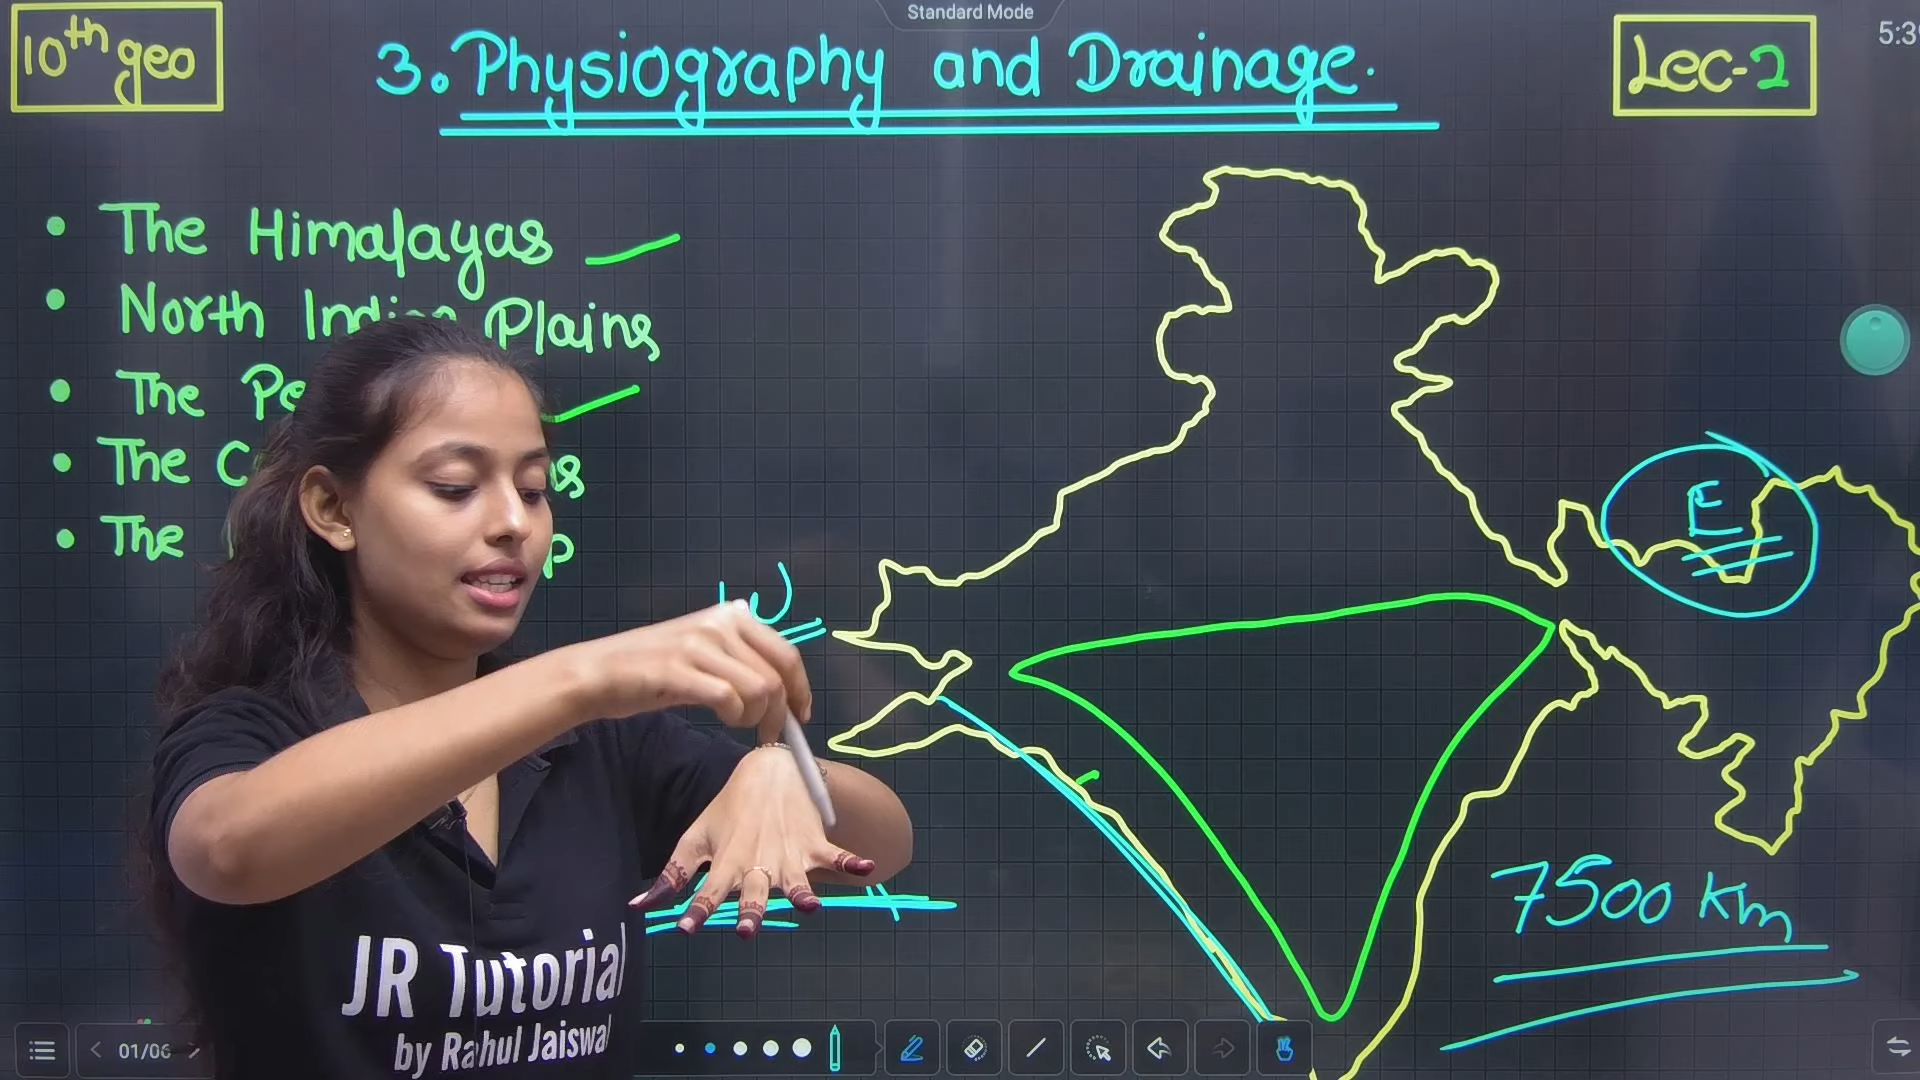 Standard Mode
10th geo
3. Physiography and Drainage.
Lec-2
5:3
• The Himalayas
• North Indian Plains
• The Pe
• The C
• The
E
W
7500 Km
JR Tutorial
by Rahul Jaiswal
01/06